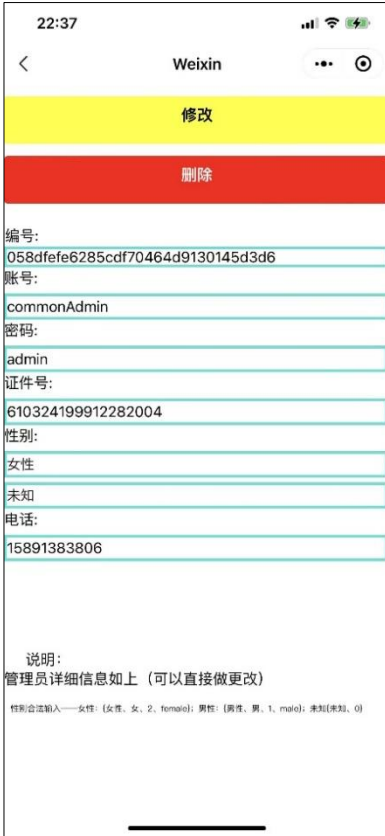 22:37
Weixin
修改
删除
编号:
058dfefe6285cdf70464d9130145d3d6
账号:
commonAdmin
密码:
admin
证件号:
610324199912282004
性别:
女性
未知
电话:
15891383806
说明：
管理员详细信息如上（可以直接做更改）
性别合法输入——女性：{女性、女、2、female}；男性：{男性、男、1、male}；未知{未知、0}